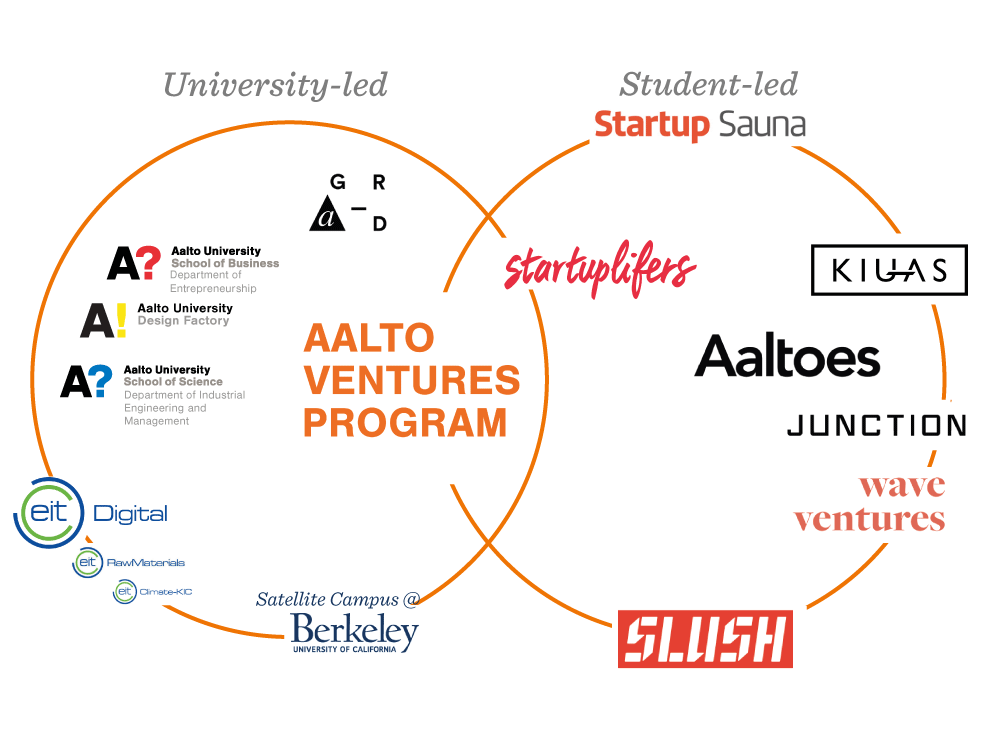 University-led
Student-led
Startup Sauna
G R
a – D
startuplifers
KIUAS
A? Aalto University
School of Business
Department of
Entrepreneurship
A! Aalto University
Design Factory
A? Aalto University
School of Science
Department of Industrial
Engineering and
Management
AALTO
VENTURES
PROGRAM
Aaltoes
JUNCTION
wave
ventures
eit Digital
eit RawMaterials
eit Climate-KIC
Satellite Campus @
Berkeley
UNIVERSITY OF CALIFORNIA
SLUSH